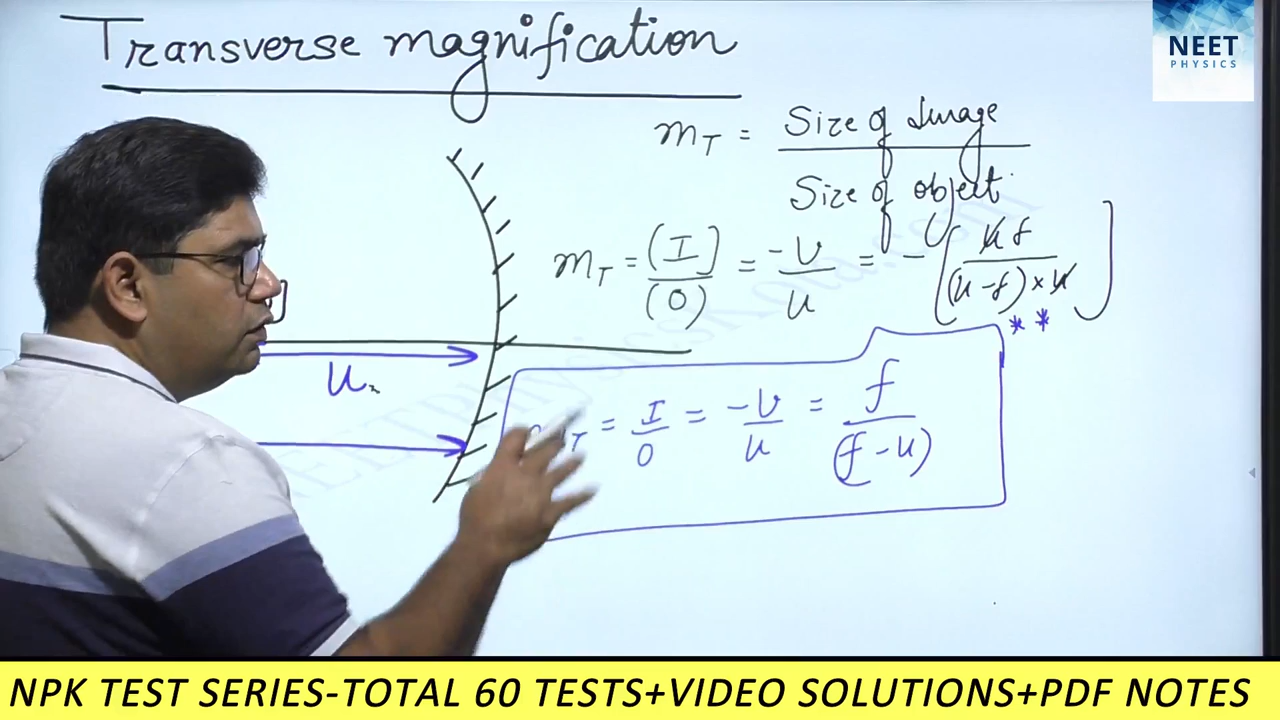 Transverse magnification
NEET
PHYSICS
m_T = Size of Image
Size of object
m_T = (I) / (O) = -v / u = - [ u f / (u-f) × u ]
**
u
T = I / O = -v / u = f / (f - u)
NPK TEST SERIES-TOTAL 60 TESTS+VIDEO SOLUTIONS+PDF NOTES